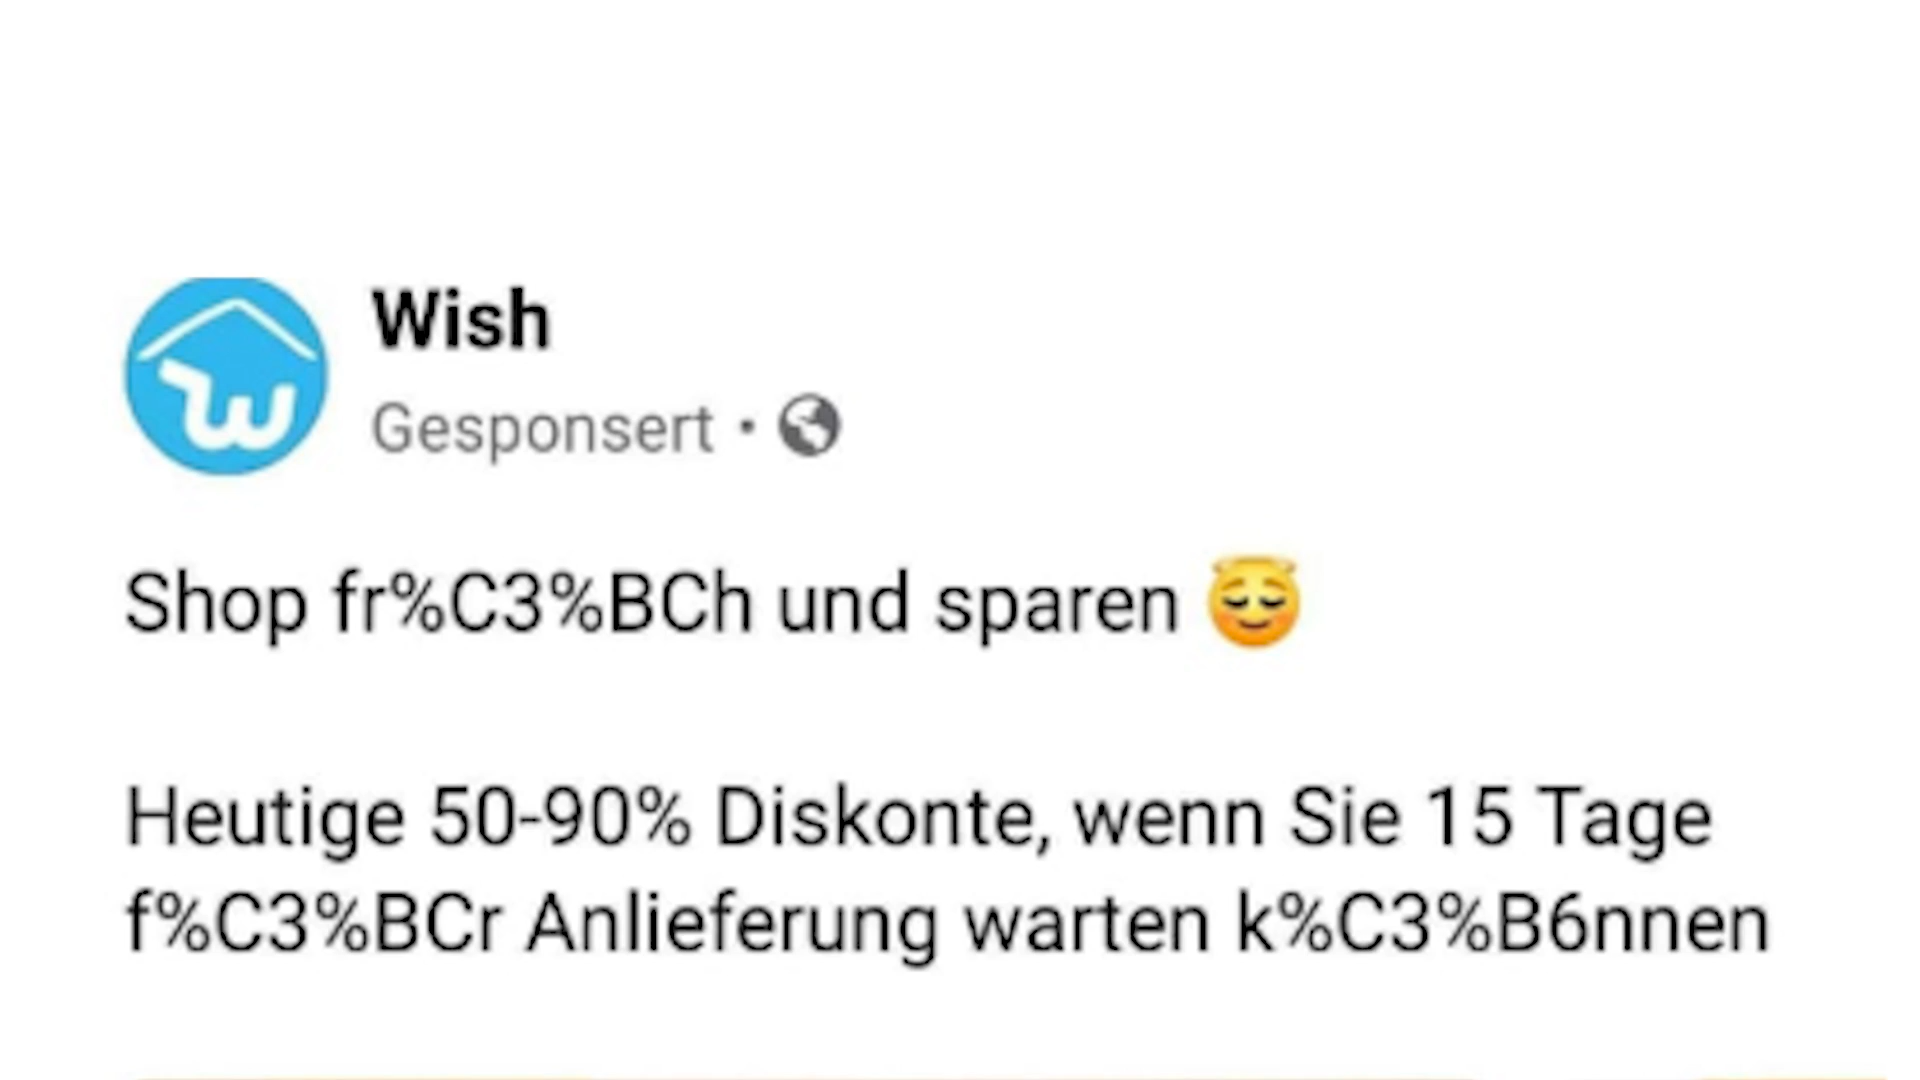 Wish
Gesponsert ·
Shop fr%C3%BCh und sparen 😇
Heutige 50-90% Diskonte, wenn Sie 15 Tage
f%C3%BCr Anlieferung warten k%C3%B6nnen